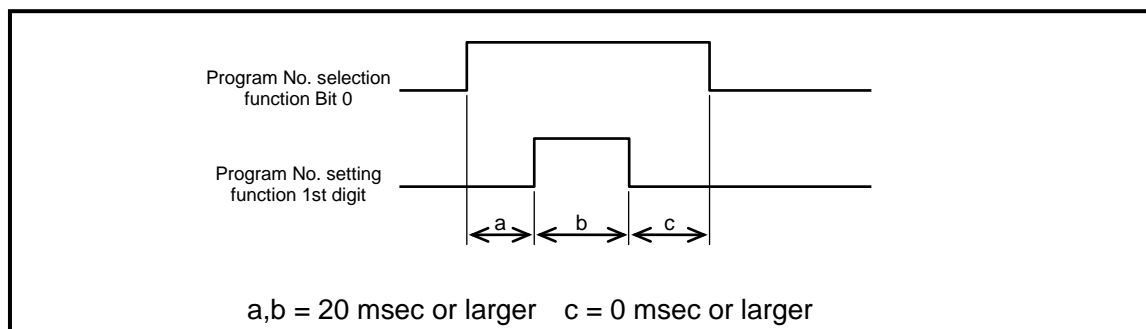 Program No. selection
function Bit 0
Program No. setting
function 1st digit
a
b
c
a,b = 20 msec or larger c = 0 msec or larger